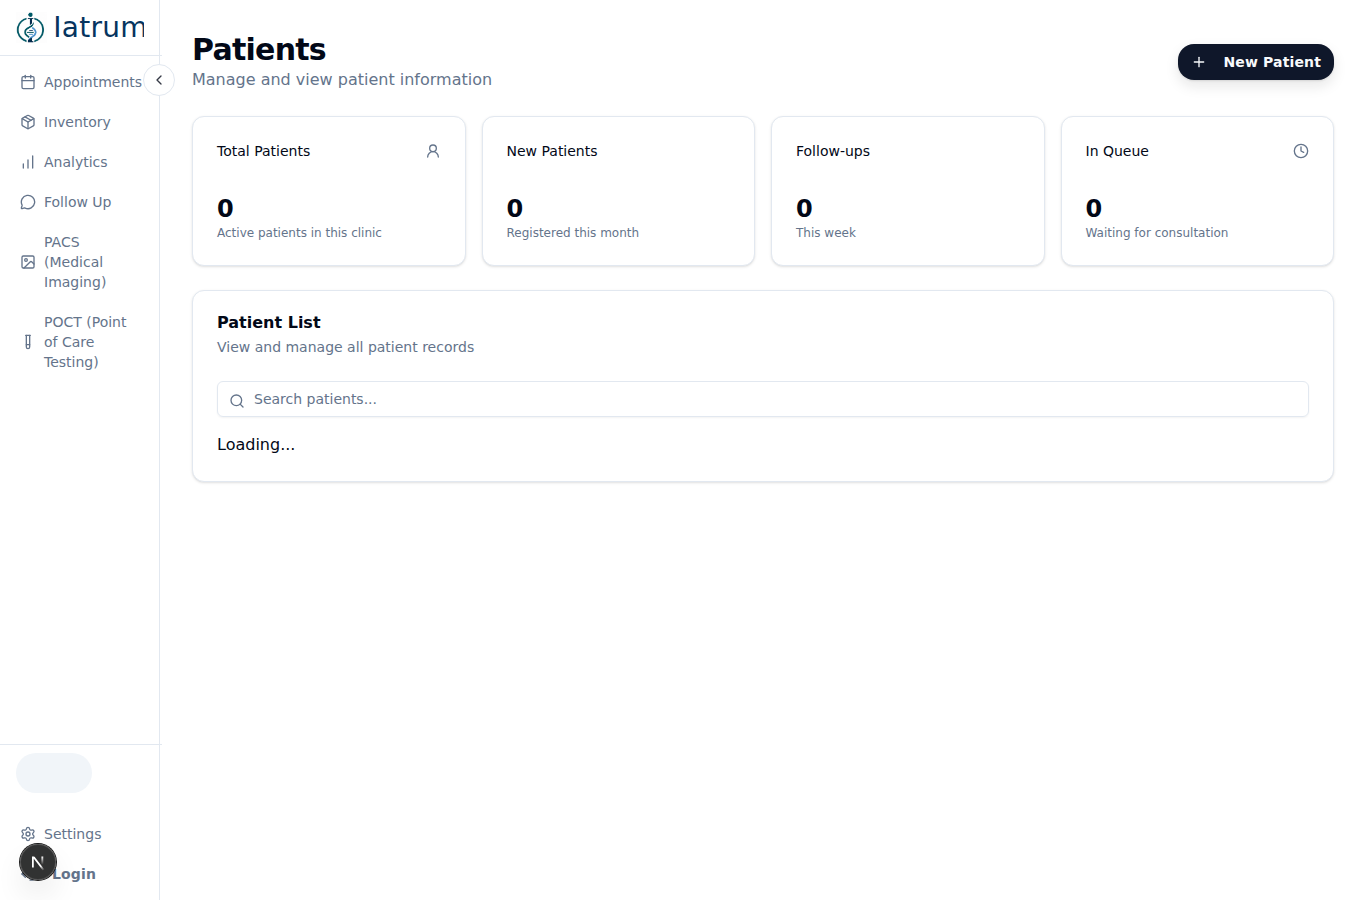 Iatrum
Appointments
Inventory
Analytics
Follow Up
PACS
(Medical
Imaging)
POCT (Point
of Care
Testing)
Settings
N
Login
Patients
Manage and view patient information
New Patient
Total Patients
0
Active patients in this clinic
New Patients
0
Registered this month
Follow-ups
0
This week
In Queue
0
Waiting for consultation
Patient List
View and manage all patient records
Search patients...
Loading...